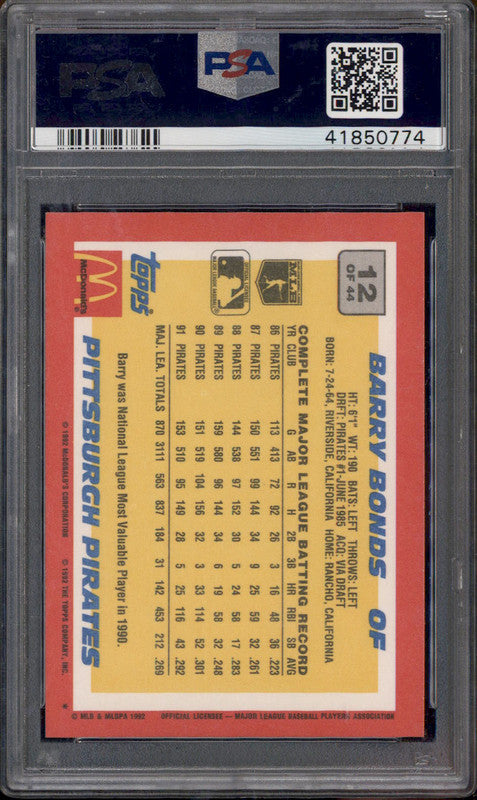 PSA
PSA
41850774
12
OF 44
BARRY BONDS OF
HT: 6'1" WT: 190 BATS: LEFT THROWS: LEFT
DRFT: PIRATES #1-JUNE 1985 ACQ: VIA DRAFT
BORN: 7-24-64, RIVERSIDE, CALIFORNIA HOME: RANCHO, CALIFORNIA
MLB
COMPLETE MAJOR LEAGUE BATTING RECORD
YR CLUB G AB R H 2B 3B HR RBI SB AVG
86 PIRATES 113 413 72 92 26 3 16 48 36 .223
87 PIRATES 150 551 99 144 34 9 25 59 32 .261
88 PIRATES 144 538 97 152 30 5 24 58 17 .283
89 PIRATES 159 580 96 144 34 6 19 58 32 .248
90 PIRATES 151 519 104 156 32 3 33 114 52 .301
91 PIRATES 153 510 95 149 28 5 25 116 43 .292
MAJ. LEA. TOTALS 870 3111 563 837 184 31 142 453 212 .269
Barry was National League Most Valuable Player in 1990.
topps
McDonald's
PITTSBURGH PIRATES
© 1992 McDONALD'S CORPORATION © 1992 THE TOPPS COMPANY, INC. *
© MLB & MLBPA 1992 OFFICIAL LICENSEE — MAJOR LEAGUE BASEBALL PLAYERS ASSOCIATION